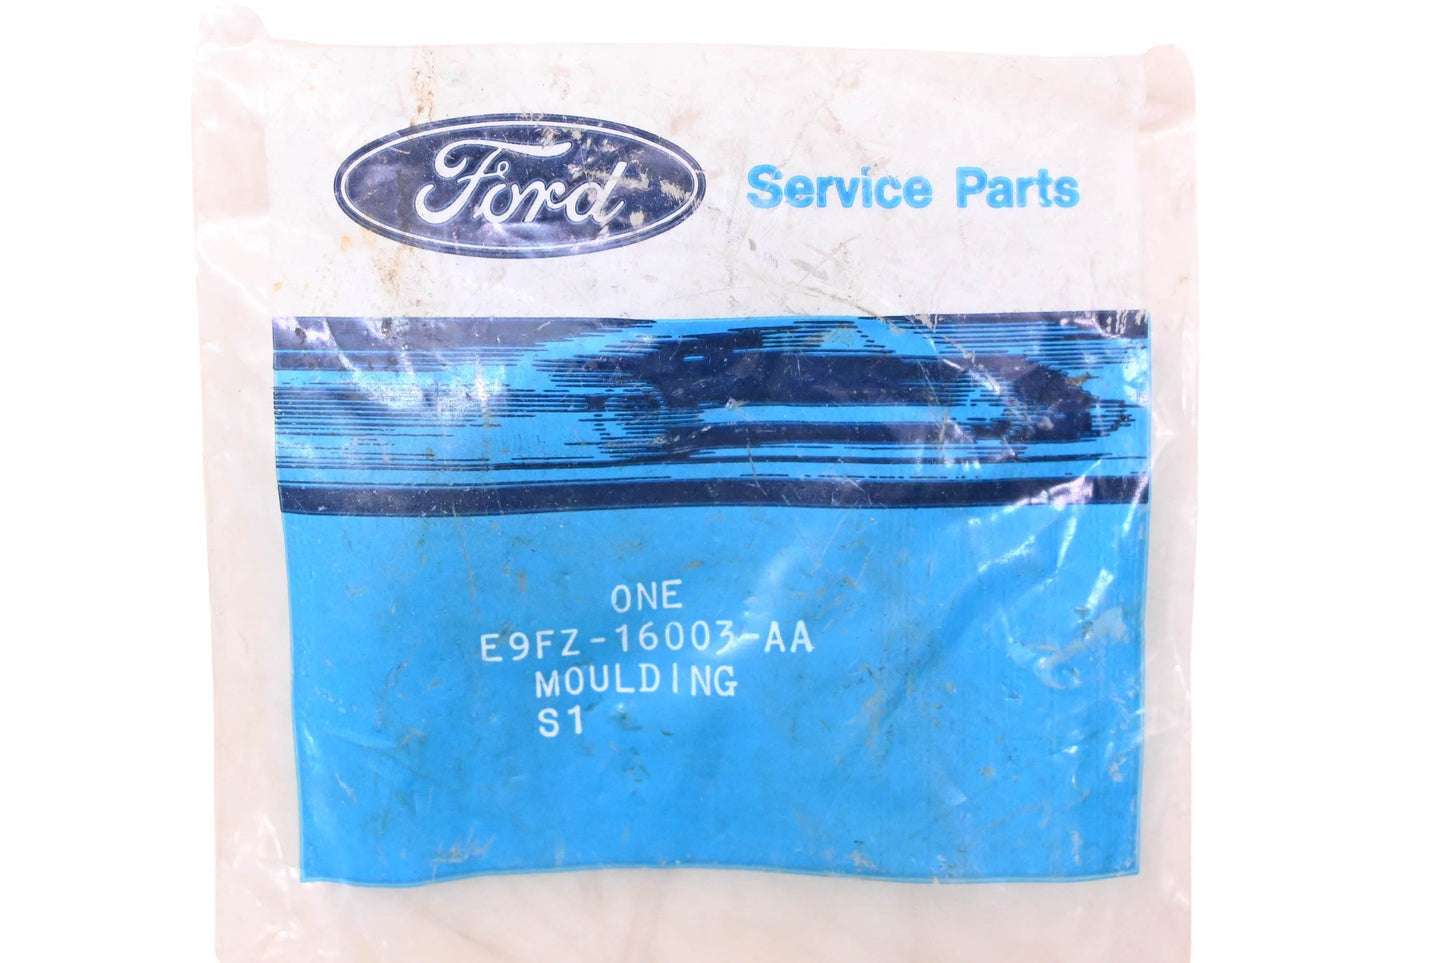 Ford Service Parts
ONE
E9FZ-16003-AA
MOULDING
S1